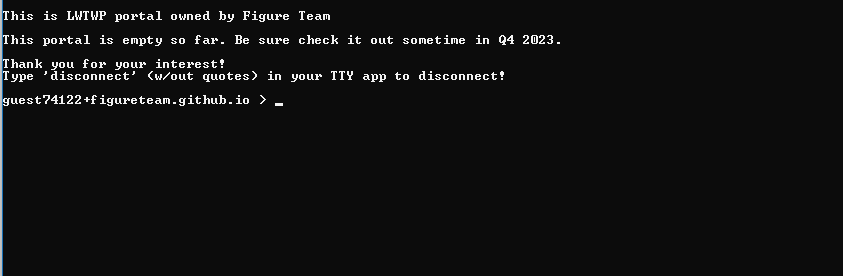 This is LWTWP portal owned by Figure Team
This portal is empty so far. Be sure check it out sometime in Q4 2023.
Thank you for your interest!
Type 'disconnect' (w/out quotes) in your TTY app to disconnect!
guest74122+figureteam.github.io > _